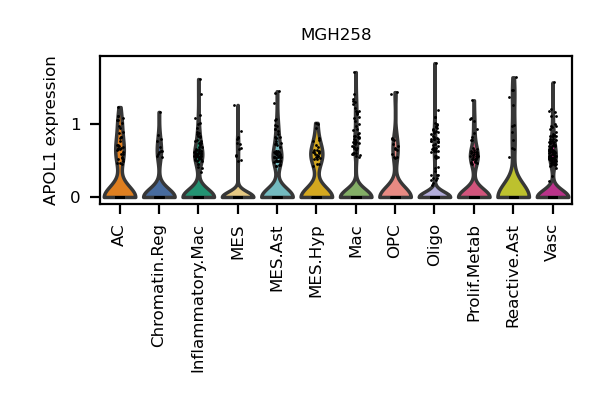 MGH258
APOL1 expression
1
0
AC
Chromatin.Reg
Inflammatory.Mac
MES
MES.Ast
MES.Hyp
Mac
OPC
Oligo
Prolif.Metab
Reactive.Ast
Vasc